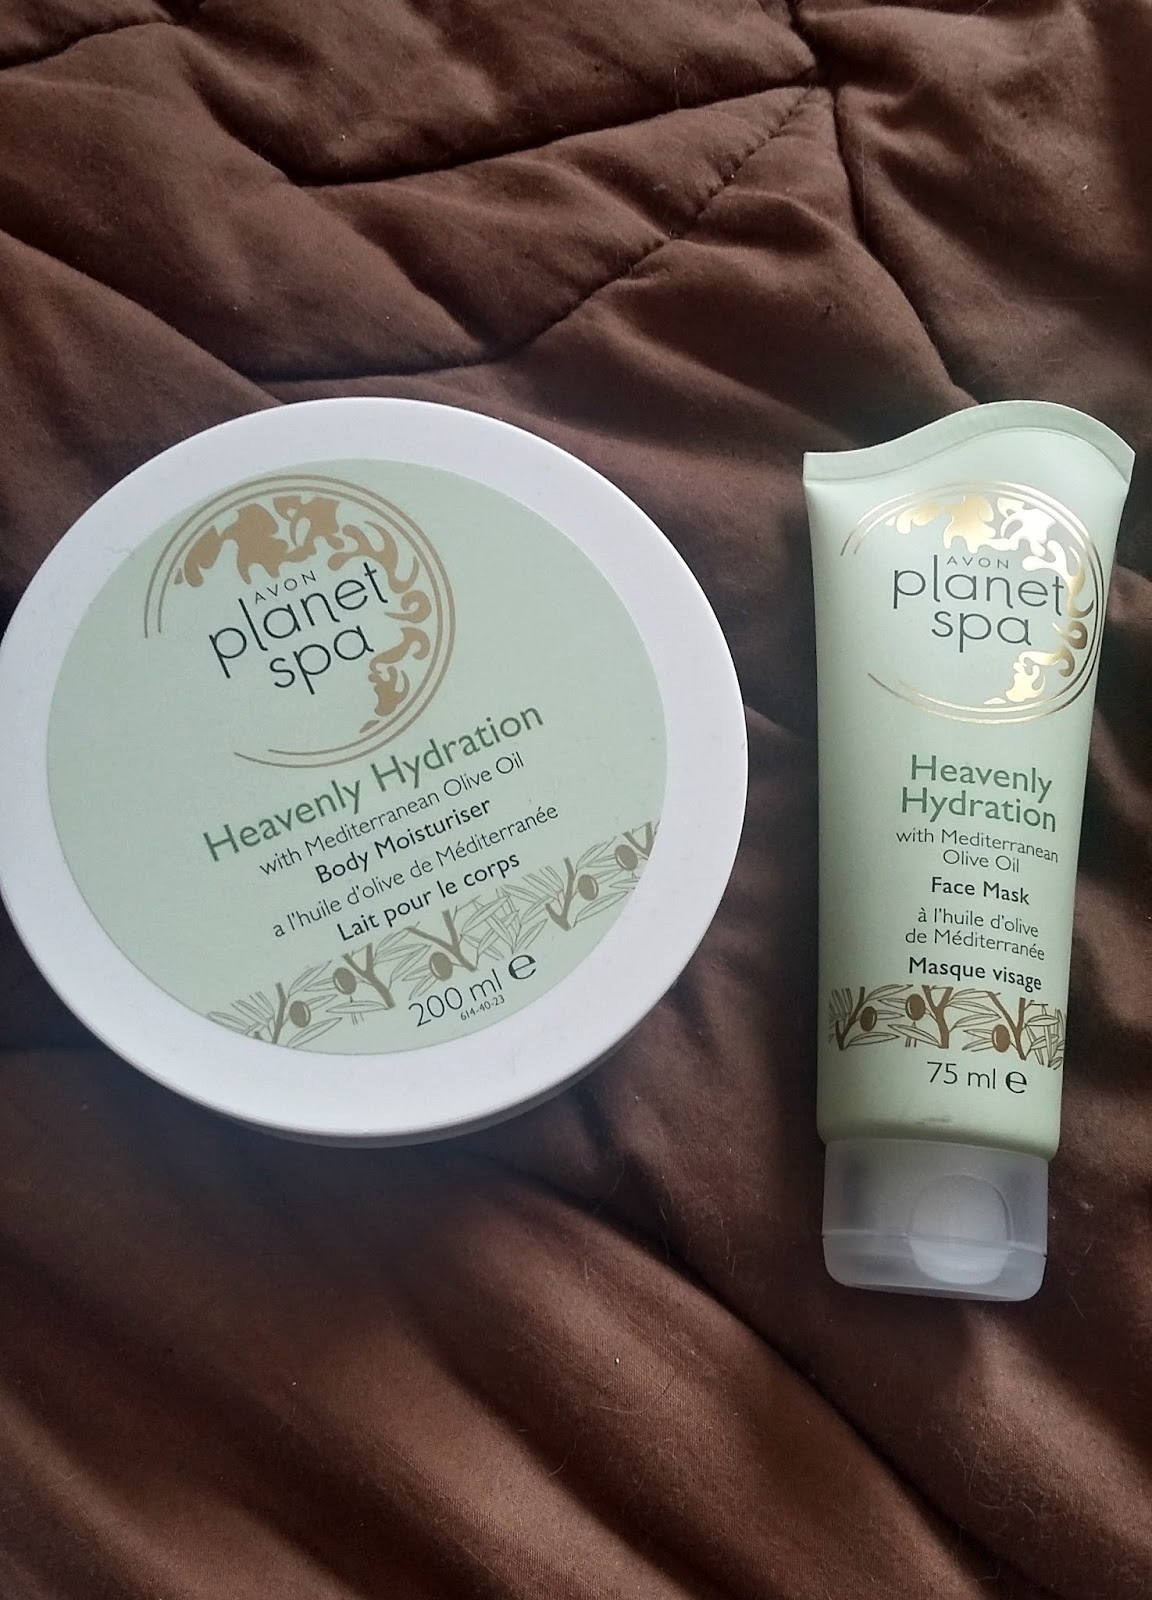 AVON
planet
spa
Heavenly Hydration
with Mediterranean Olive Oil
Body Moisturiser
a l'huile d'olive de Méditerranée
Lait pour le corps
200 ml e
614-40-23
AVON
planet
spa
Heavenly
Hydration
with Mediterranean
Olive Oil
Face Mask
à l'huile d'olive
de Méditerranée
Masque visage
75 ml e